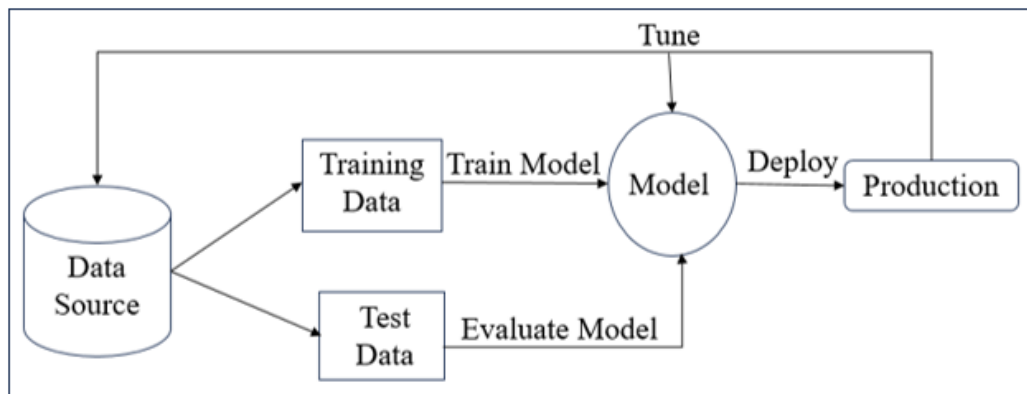 Tune
Training
Data
Train Model
Model
Deploy
Production
Data
Source
Test
Data
Evaluate Model